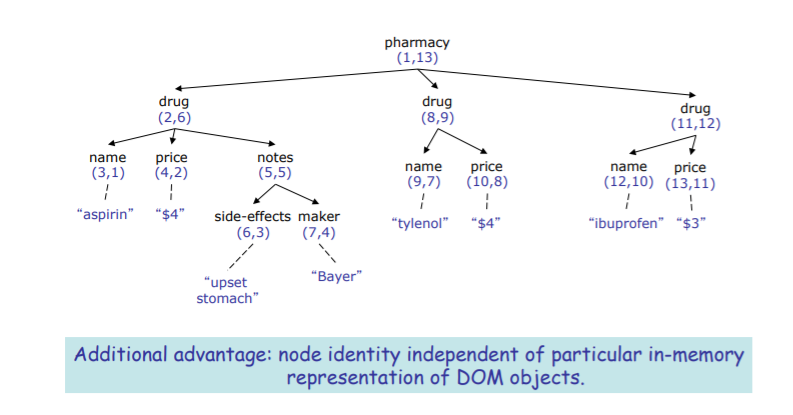 pharmacy
(1,13)
drug
(2,6)
drug
(8,9)
drug
(11,12)
name
(3,1)
price
(4,2)
notes
(5,5)
name
(9,7)
price
(10,8)
name
(12,10)
price
(13,11)
“aspirin”
“$4”
side-effects
(6,3)
maker
(7,4)
“tylenol”
“$4”
“ibuprofen”
“$3”
“upset
stomach”
“Bayer”
Additional advantage: node identity independent of particular in-memory
representation of DOM objects.